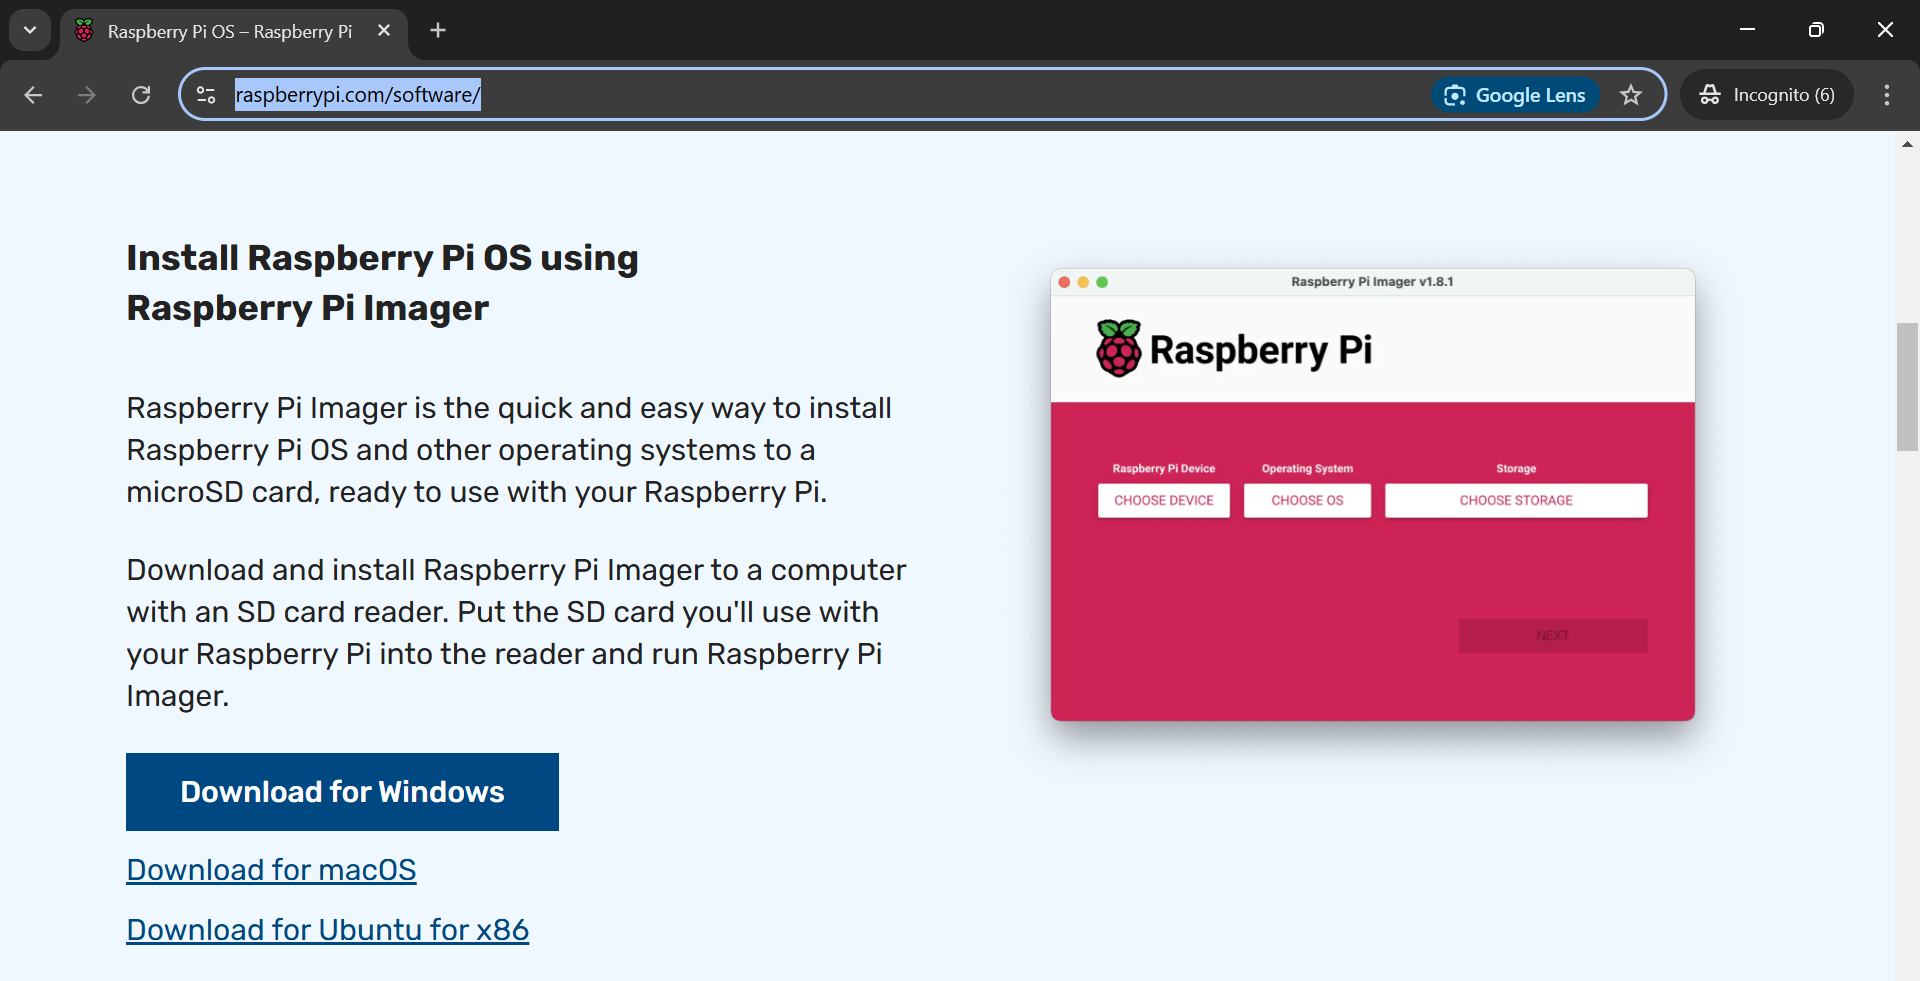 Raspberry Pi OS – Raspberry Pi
raspberrypi.com/software/
Google Lens
Incognito (6)
Install Raspberry Pi OS using
Raspberry Pi Imager
Raspberry Pi Imager is the quick and easy way to install
Raspberry Pi OS and other operating systems to a
microSD card, ready to use with your Raspberry Pi.
Download and install Raspberry Pi Imager to a computer
with an SD card reader. Put the SD card you'll use with
your Raspberry Pi into the reader and run Raspberry Pi
Imager.
Download for Windows
Download for macOS
Download for Ubuntu for x86
Raspberry Pi Imager v1.8.1
Raspberry Pi
Raspberry Pi Device Operating System Storage
CHOOSE DEVICE CHOOSE OS CHOOSE STORAGE
NEXT